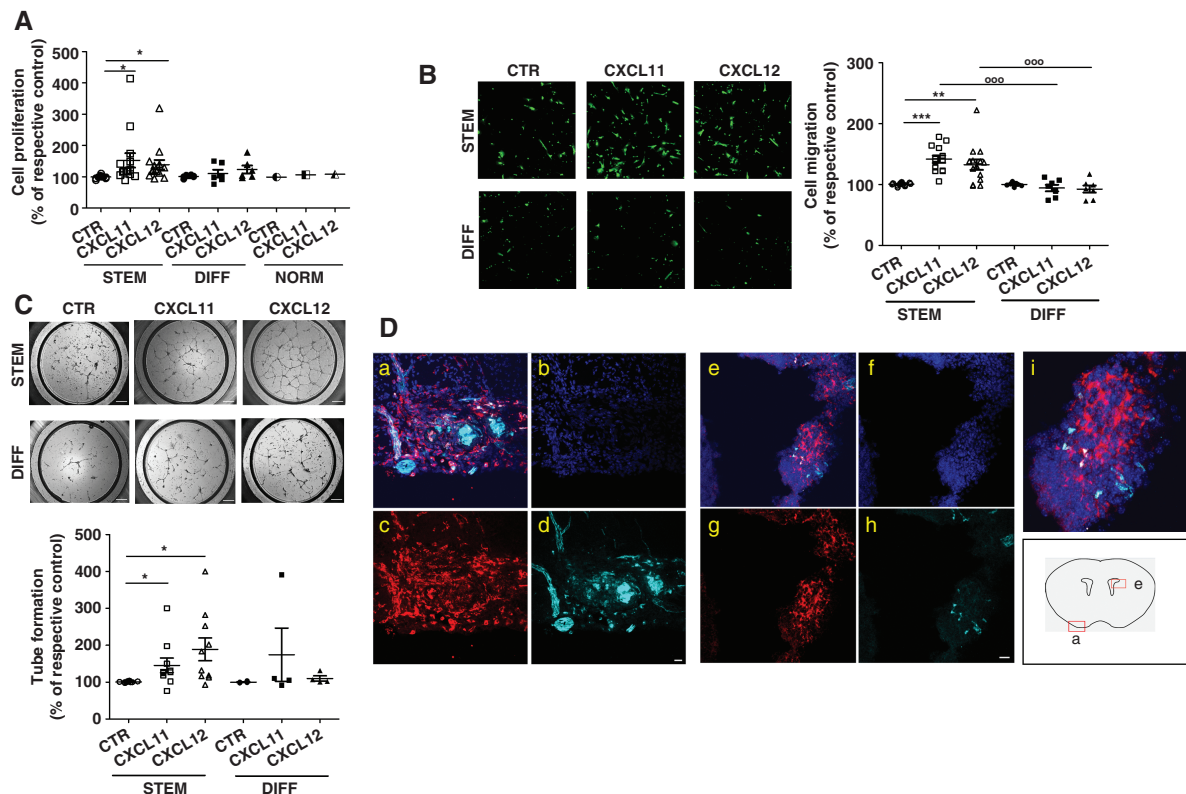 A
Cell proliferation
(% of respective control)
500
400
300
200
100
0
*
*
CTR
CXCL11
CXCL12
CTR
CXCL11
CXCL12
CTR
CXCL11
CXCL12
STEM
DIFF
NORM
B
CTR
CXCL11
CXCL12
STEM
DIFF
Cell migration
(% of respective control)
300
200
100
0
***
**
ooo
ooo
CTR
CXCL11
CXCL12
CTR
CXCL11
CXCL12
STEM
DIFF
C
CTR
CXCL11
CXCL12
STEM
DIFF
Tube formation
(% of respective control)
500
400
300
200
100
0
*
*
CTR
CXCL11
CXCL12
CTR
CXCL11
CXCL12
STEM
DIFF
D
a
b
c
d
e
f
g
h
i
e
a